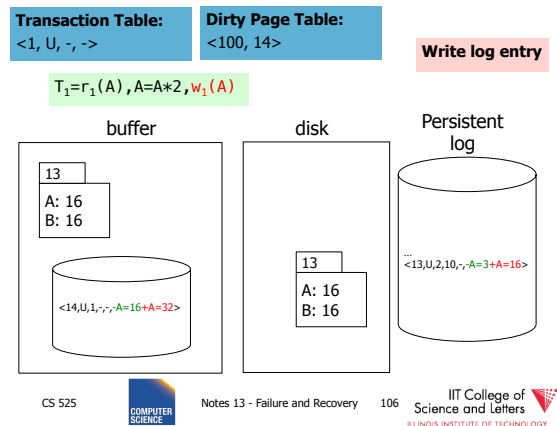 Transaction Table:
<1, U, -, ->
Dirty Page Table:
<100, 14>
Write log entry
T₁=r₁(A),A=A*2,w₁(A)
buffer
disk
Persistent
log
13
A: 16
B: 16
<14,U,1,-,-,-A=16+A=32>
13
A: 16
B: 16
...
<13,U,2,10,-,-A=3+A=16>
CS 525
COMPUTER
SCIENCE
Notes 13 - Failure and Recovery
106
IIT College of
Science and Letters
ILLINOIS INSTITUTE OF TECHNOLOGY